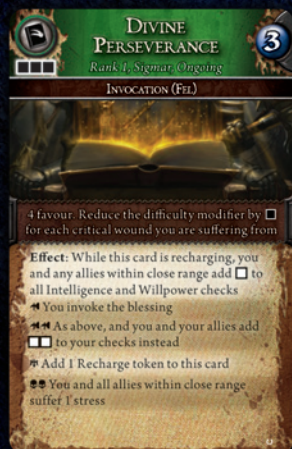 DIVINE
PERSEVERANCE
3
Rank 1, Sigmar, Ongoing
INVOCATION (FEL)
4 favour. Reduce the difficulty modifier by
for each critical wound you are suffering from
Effect: While this card is recharging, you
and any allies within close range add to
all Intelligence and Willpower checks
You invoke the blessing
As above, and you and your allies add
to your checks instead
Add 1 Recharge token to this card
You and all allies within close range
suffer 1 stress